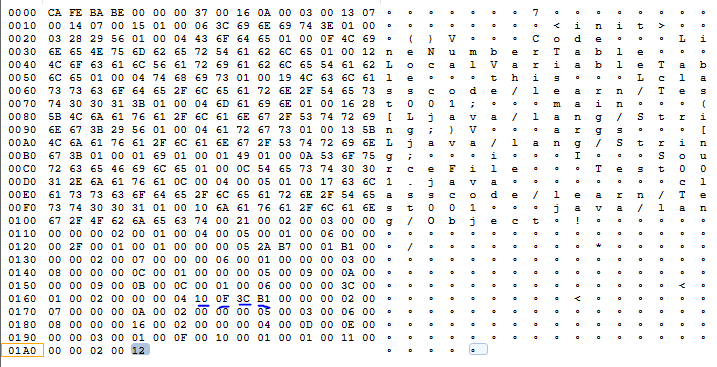 0000 CA FE BA BE 00 00 00 37 00 16 0A 00 03 00 13 07 ° ° ° ° ° ° ° 7 ° ° ° ° ° ° ° °
0010 00 14 07 00 15 01 00 06 3C 69 6E 69 74 3E 01 00 ° ° ° ° ° ° ° ° < i n i t > ° °
0020 03 28 29 56 01 00 04 43 6F 64 65 01 00 0F 4C 69 ° ( ) V ° ° ° C o d e ° ° ° L i
0030 6E 65 4E 75 6D 62 65 72 54 61 62 6C 65 01 00 12 n e N u m b e r T a b l e ° ° °
0040 4C 6F 63 61 6C 56 61 72 69 61 62 6C 65 54 61 62 L o c a l V a r i a b l e T a b
0050 6C 65 01 00 04 74 68 69 73 01 00 19 4C 63 6C 61 l e ° ° ° t h i s ° ° ° L c l a
0060 73 73 63 6F 64 65 2F 6C 65 61 72 6E 2F 54 65 73 s s c o d e / l e a r n / T e s
0070 74 30 30 31 3B 01 00 04 6D 61 69 6E 01 00 16 28 t 0 0 1 ; ° ° ° m a i n ° ° ° (
0080 5B 4C 6A 61 76 61 2F 6C 61 6E 67 2F 53 74 72 69 [ L j a v a / l a n g / S t r i
0090 6E 67 3B 29 56 01 00 04 61 72 67 73 01 00 13 5B n g ; ) V ° ° ° a r g s ° ° ° [
00A0 4C 6A 61 76 61 2F 6C 61 6E 67 2F 53 74 72 69 6E L j a v a / l a n g / S t r i n
00B0 67 3B 01 00 01 69 01 00 01 49 01 00 0A 53 6F 75 g ; ° ° ° i ° ° ° I ° ° ° S o u
00C0 72 63 65 46 69 6C 65 01 00 0C 54 65 73 74 30 30 r c e F i l e ° ° ° T e s t 0 0
00D0 31 2E 6A 61 76 61 0C 00 04 00 05 01 00 17 63 6C 1 . j a v a ° ° ° ° ° ° ° ° c l
00E0 61 73 73 63 6F 64 65 2F 6C 65 61 72 6E 2F 54 65 a s s c o d e / l e a r n / T e
00F0 73 74 30 30 31 01 00 10 6A 61 76 61 2F 6C 61 6E s t 0 0 1 ° ° ° j a v a / l a n
0100 67 2F 4F 62 6A 65 63 74 00 21 00 02 00 03 00 00 g / O b j e c t ° ! ° ° ° ° ° °
0110 00 00 00 02 00 01 00 04 00 05 00 01 00 06 00 00 ° ° ° ° ° ° ° ° ° ° ° ° ° ° ° °
0120 00 2F 00 01 00 01 00 00 00 05 2A B7 00 01 B1 00 ° / ° ° ° ° ° ° ° ° * ° ° ° ° °
0130 00 00 02 00 07 00 00 00 06 00 01 00 00 00 03 00 ° ° ° ° ° ° ° ° ° ° ° ° ° ° ° °
0140 08 00 00 00 0C 00 01 00 00 00 05 00 09 00 0A 00 ° ° ° ° ° ° ° ° ° ° ° ° ° ° ° °
0150 00 00 09 00 0B 00 0C 00 01 00 06 00 00 00 3C 00 ° ° ° ° ° ° ° ° ° ° ° ° ° ° < °
0160 01 00 02 00 00 00 04 10 0F 3C B1 00 00 00 02 00 ° ° ° ° ° ° ° ° ° < ° ° ° ° ° °
0170 07 00 00 00 0A 00 02 00 00 00 05 00 03 00 06 00 ° ° ° ° ° ° ° ° ° ° ° ° ° ° ° °
0180 08 00 00 00 16 00 02 00 00 00 04 00 0D 00 0E 00 ° ° ° ° ° ° ° ° ° ° ° ° ° ° ° °
0190 00 00 03 00 01 00 0F 00 10 00 01 00 01 00 11 00 ° ° ° ° ° ° ° ° ° ° ° ° ° ° ° °
01A0 00 00 02 00 12 ° ° ° ° °